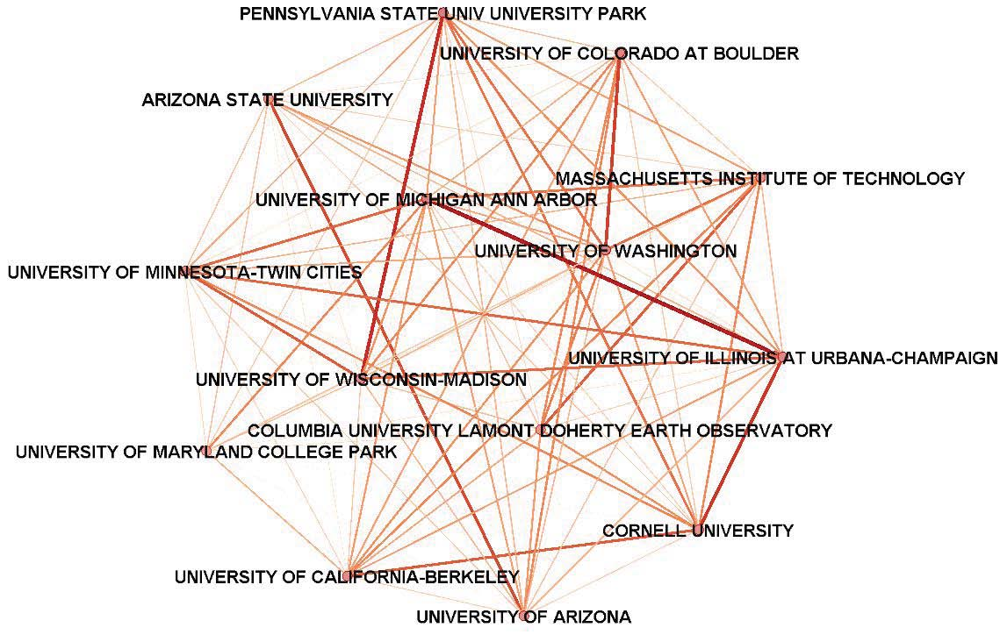 PENNSYLVANIA STATE UNIV UNIVERSITY PARK
UNIVERSITY OF COLORADO AT BOULDER
ARIZONA STATE UNIVERSITY
MASSACHUSETTS INSTITUTE OF TECHNOLOGY
UNIVERSITY OF MICHIGAN ANN ARBOR
UNIVERSITY OF WASHINGTON
UNIVERSITY OF MINNESOTA-TWIN CITIES
UNIVERSITY OF ILLINOIS AT URBANA-CHAMPAIGN
UNIVERSITY OF WISCONSIN-MADISON
COLUMBIA UNIVERSITY LAMONT DOHERTY EARTH OBSERVATORY
UNIVERSITY OF MARYLAND COLLEGE PARK
CORNELL UNIVERSITY
UNIVERSITY OF CALIFORNIA-BERKELEY
UNIVERSITY OF ARIZONA